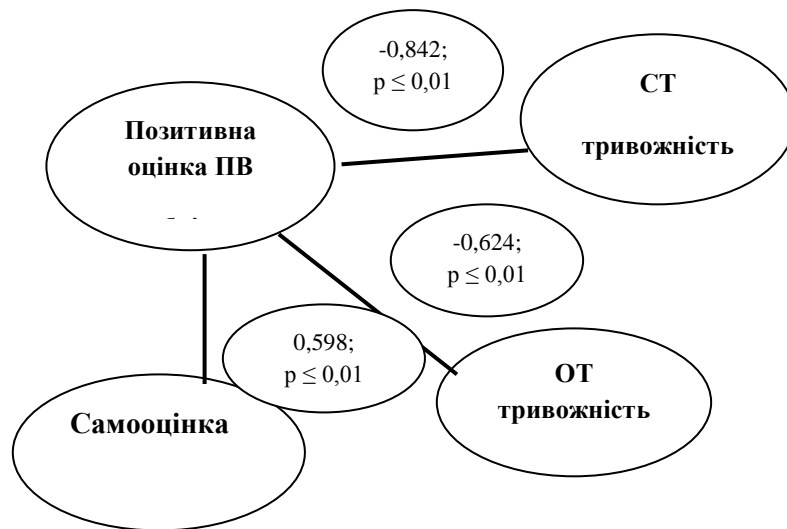 -0,842;
p ≤ 0,01
СТ
тривожність
Позитивна
оцінка ПВ
-0,624;
p ≤ 0,01
0,598;
p ≤ 0,01
ОТ
тривожність
Самооцінка